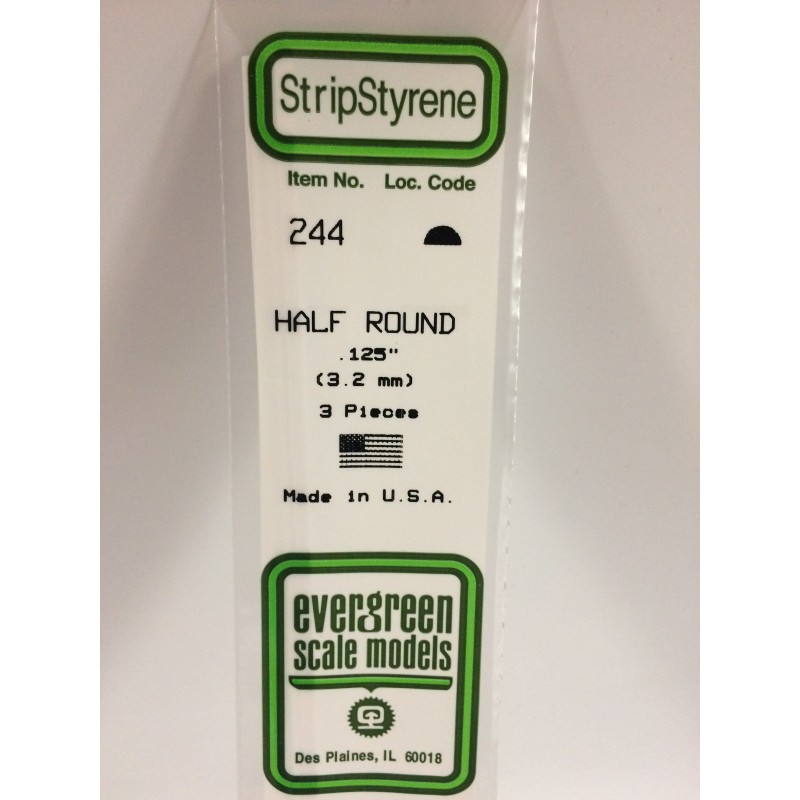 StripStyrene
Item No. Loc. Code
244
HALF ROUND
.125"
(3.2 mm)
3 Pieces
Made in U.S.A.
evergreen
scale models
Des Plaines, IL 60018